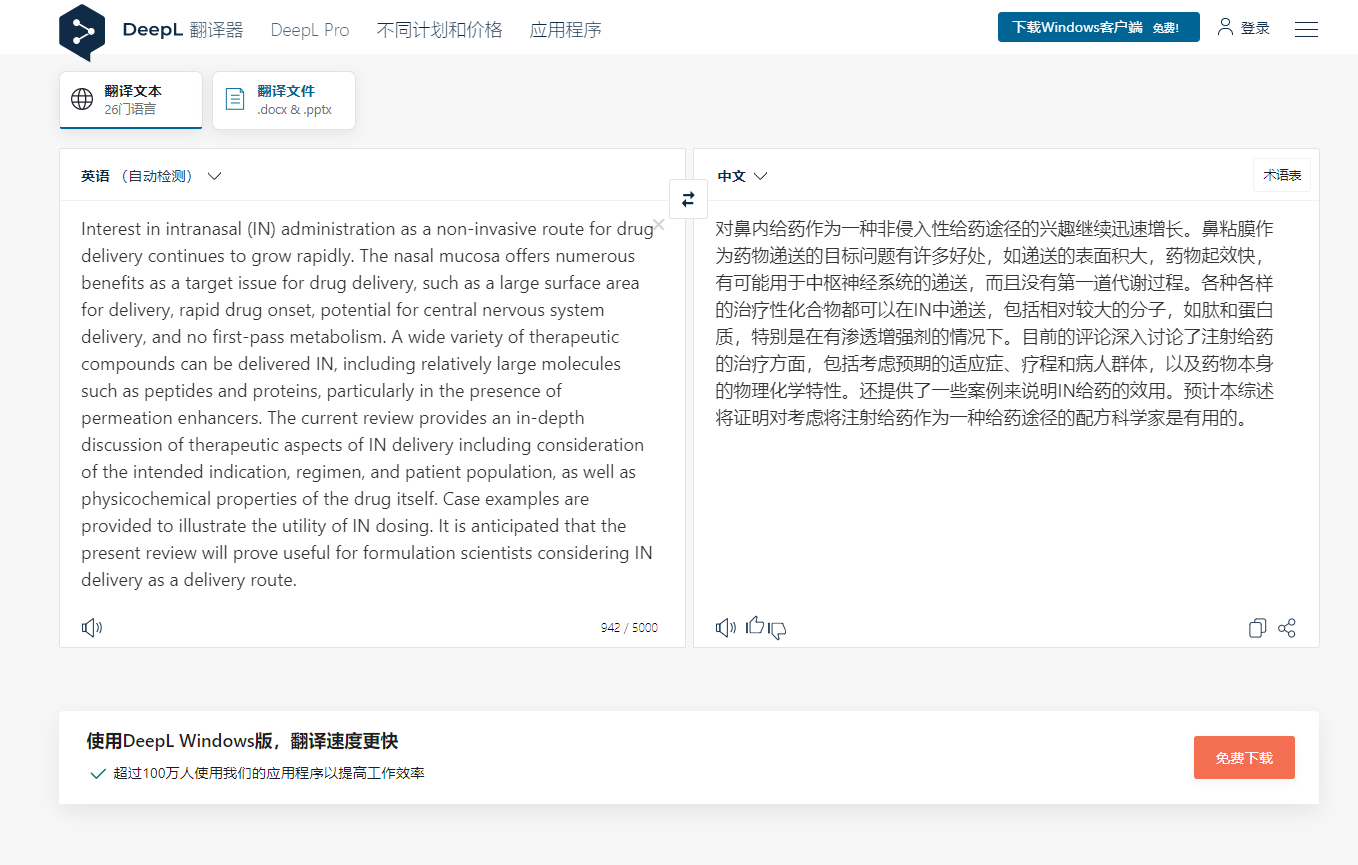 DeepL 翻译器 DeepL Pro 不同计划和价格 应用程序 下载Windows客户端 免费! 登录
翻译文本
26门语言
翻译文件
.docx & .pptx
英语 (自动检测)
Interest in intranasal (IN) administration as a non-invasive route for drug
delivery continues to grow rapidly. The nasal mucosa offers numerous
benefits as a target issue for drug delivery, such as a large surface area
for delivery, rapid drug onset, potential for central nervous system
delivery, and no first-pass metabolism. A wide variety of therapeutic
compounds can be delivered IN, including relatively large molecules
such as peptides and proteins, particularly in the presence of
permeation enhancers. The current review provides an in-depth
discussion of therapeutic aspects of IN delivery including consideration
of the intended indication, regimen, and patient population, as well as
physicochemical properties of the drug itself. Case examples are
provided to illustrate the utility of IN dosing. It is anticipated that the
present review will prove useful for formulation scientists considering IN
delivery as a delivery route.
942 / 5000
中文 术语表
对鼻内给药作为一种非侵入性给药途径的兴趣继续迅速增长。鼻粘膜作
为药物递送的目标问题有许多好处，如递送的表面积大，药物起效快，
有可能用于中枢神经系统的递送，而且没有第一道代谢过程。各种各样
的治疗性化合物都可以在IN中递送，包括相对较大的分子，如肽和蛋白
质，特别是在有渗透增强剂的情况下。目前的评论深入讨论了注射给药
的治疗方面，包括考虑预期的适应症、疗程和病人群体，以及药物本身
的物理化学特性。还提供了一些案例来说明IN给药的效用。预计本综述
将证明对考虑将注射给药作为一种给药途径的配方科学家是有用的。
使用DeepL Windows版，翻译速度更快
超过100万人使用我们的应用程序以提高工作效率
免费下载